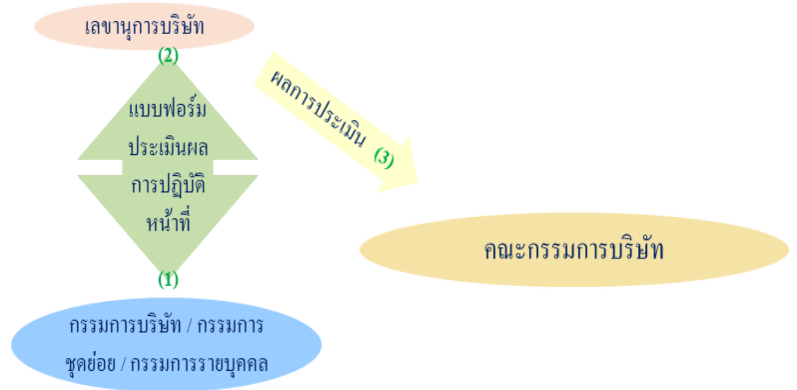 เลขานุการบริษัท
(2)
แบบฟอร์ม
ประเมินผล
การปฏิบัติ
หน้าที่
(1)
กรรมการบริษัท / กรรมการ
ชุดย่อย / กรรมการรายบุคคล
ผลการประเมิน (3)
คณะกรรมการบริษัท